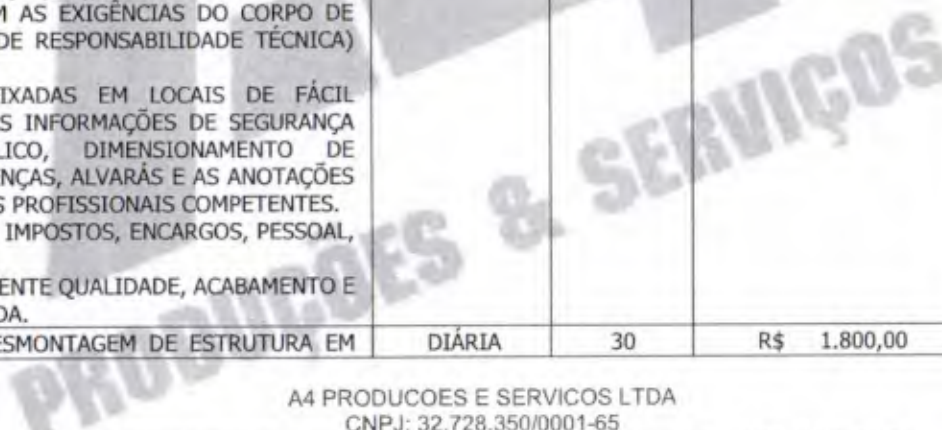 M AS EXIGÊNCIAS DO CORPO DE
DE RESPONSABILIDADE TÉCNICA)
IXADAS EM LOCAIS DE FÁCIL
S INFORMAÇÕES DE SEGURANÇA
LICO, DIMENSIONAMENTO DE
NÇAS, ALVARÁS E AS ANOTAÇÕES
S PROFISSIONAIS COMPETENTES.
IMPOSTOS, ENCARGOS, PESSOAL,
ENTE QUALIDADE, ACABAMENTO E
DA.
ESMONTAGEM DE ESTRUTURA EM DIÁRIA 30 R$ 1.800,00
PRODUÇOES & SERVIÇOS
A4 PRODUCOES E SERVICOS LTDA
CNPJ: 32.728.350/0001-65